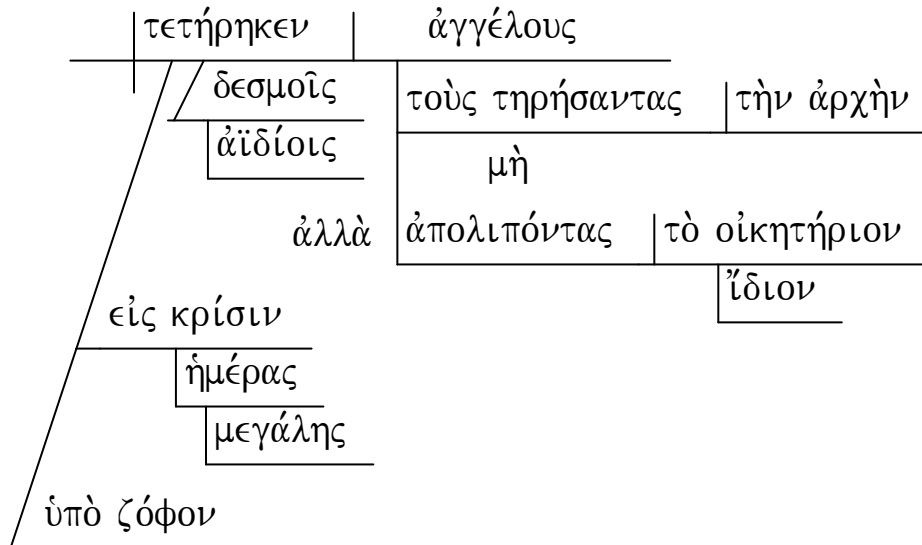 τετήρηκεν ἀγγέλους
δεσμοῖς τοὺς τηρήσαντας τὴν ἀρχὴν
ἀϊδίοις μὴ
ἀλλὰ ἀπολιπόντας τὸ οἰκητήριον
εἰς κρίσιν ἴδιον
ἡμέρας
μεγάλης
ὑπὸ ζόφον